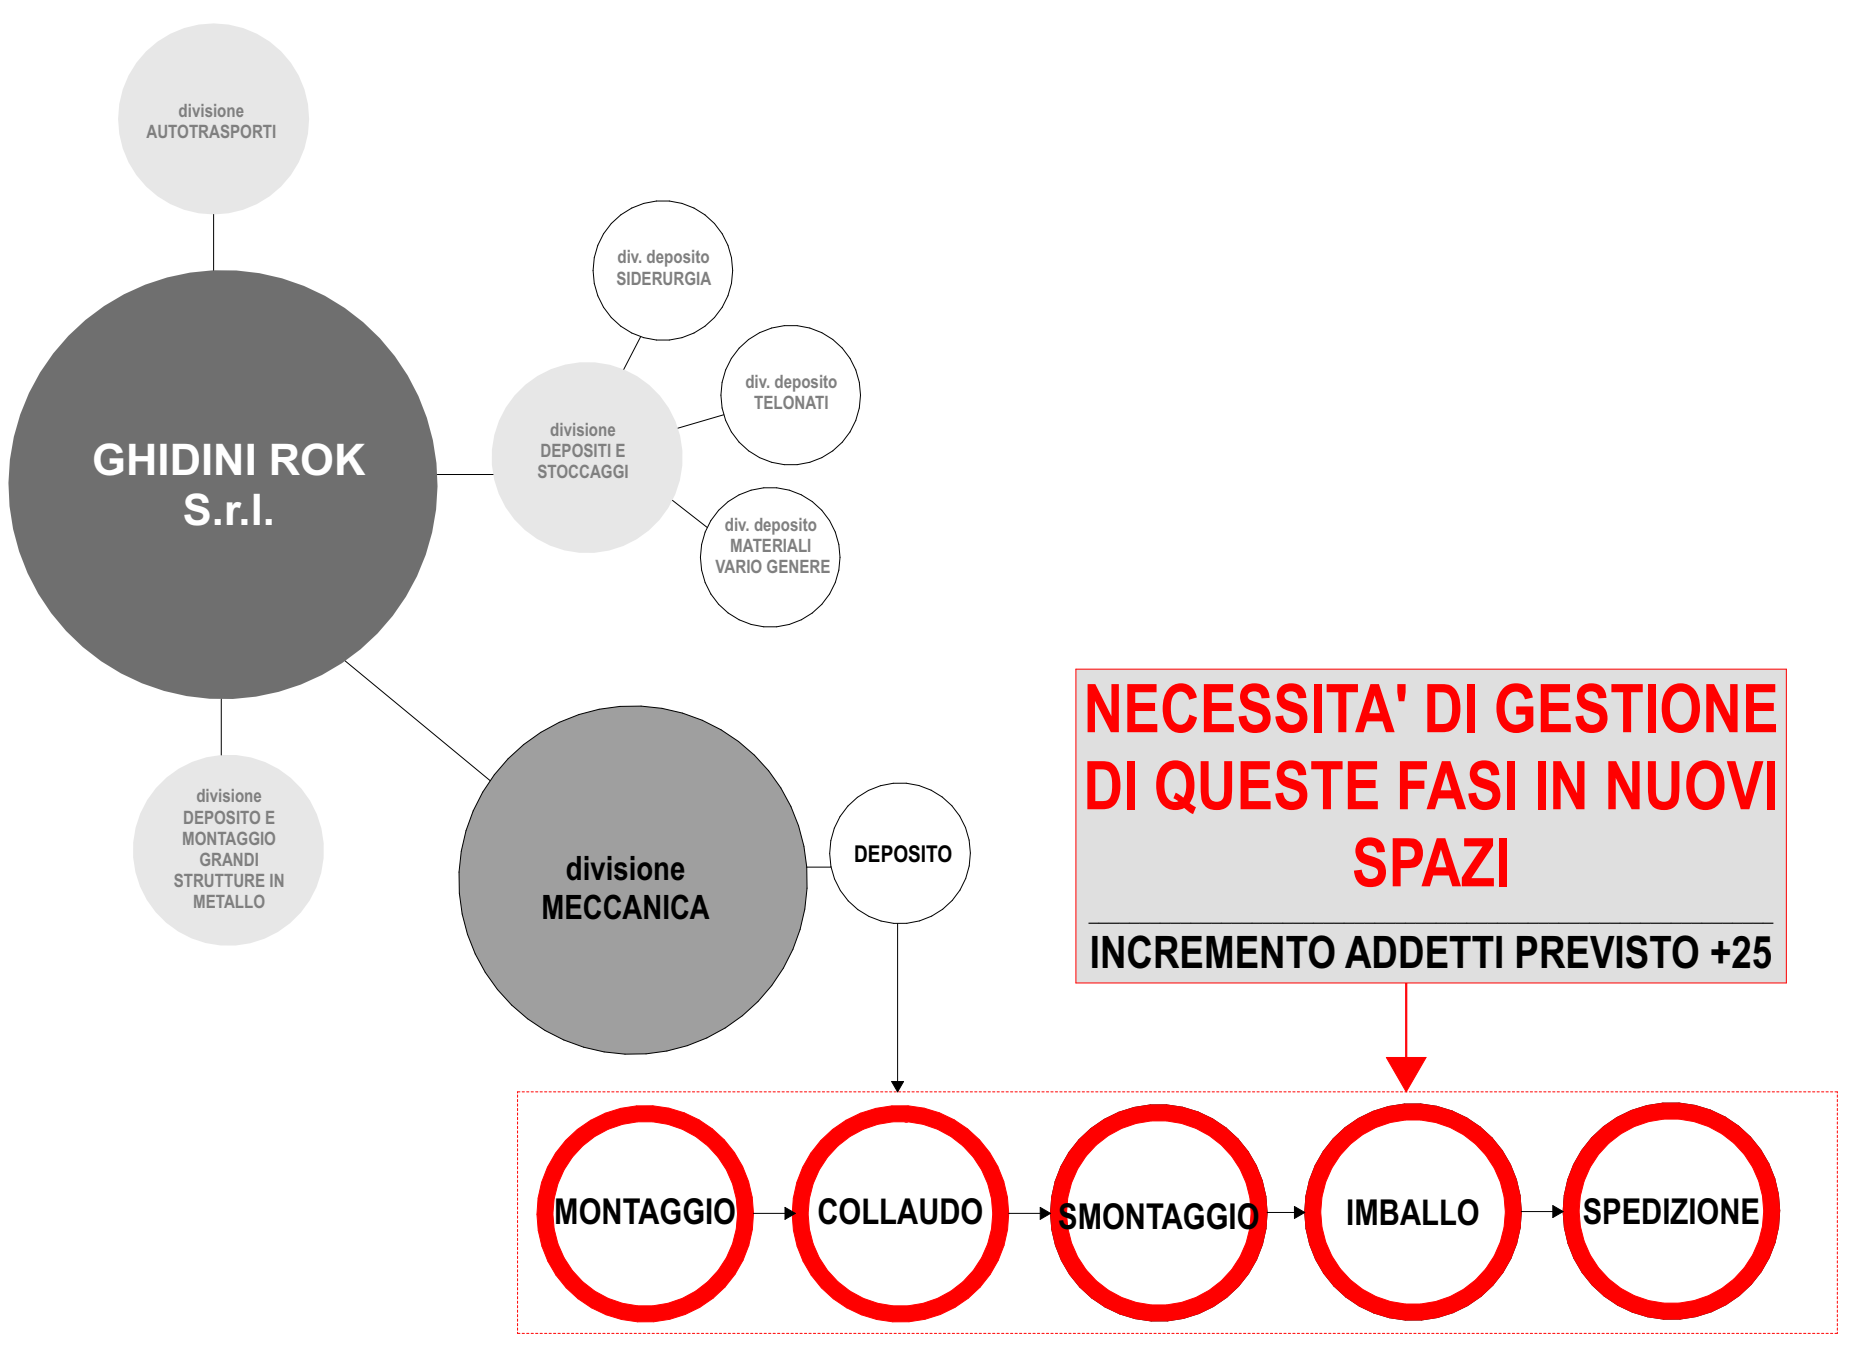 divisione
AUTOTRASPORTI
div. deposito
SIDERURGIA
div. deposito
TELONATI
divisione
DEPOSITI E
STOCCAGGI
GHIDINI ROK
S.r.l.
div. deposito
MATERIALI
VARIO GENERE
NECESSITA' DI GESTIONE
DI QUESTE FASI IN NUOVI
SPAZI
INCREMENTO ADDETTI PREVISTO +25
divisione
DEPOSITO E
MONTAGGIO
GRANDI
STRUTTURE IN
METALLO
divisione
MECCANICA
DEPOSITO
MONTAGGIO
COLLAUDO
SMONTAGGIO
IMBALLO
SPEDIZIONE